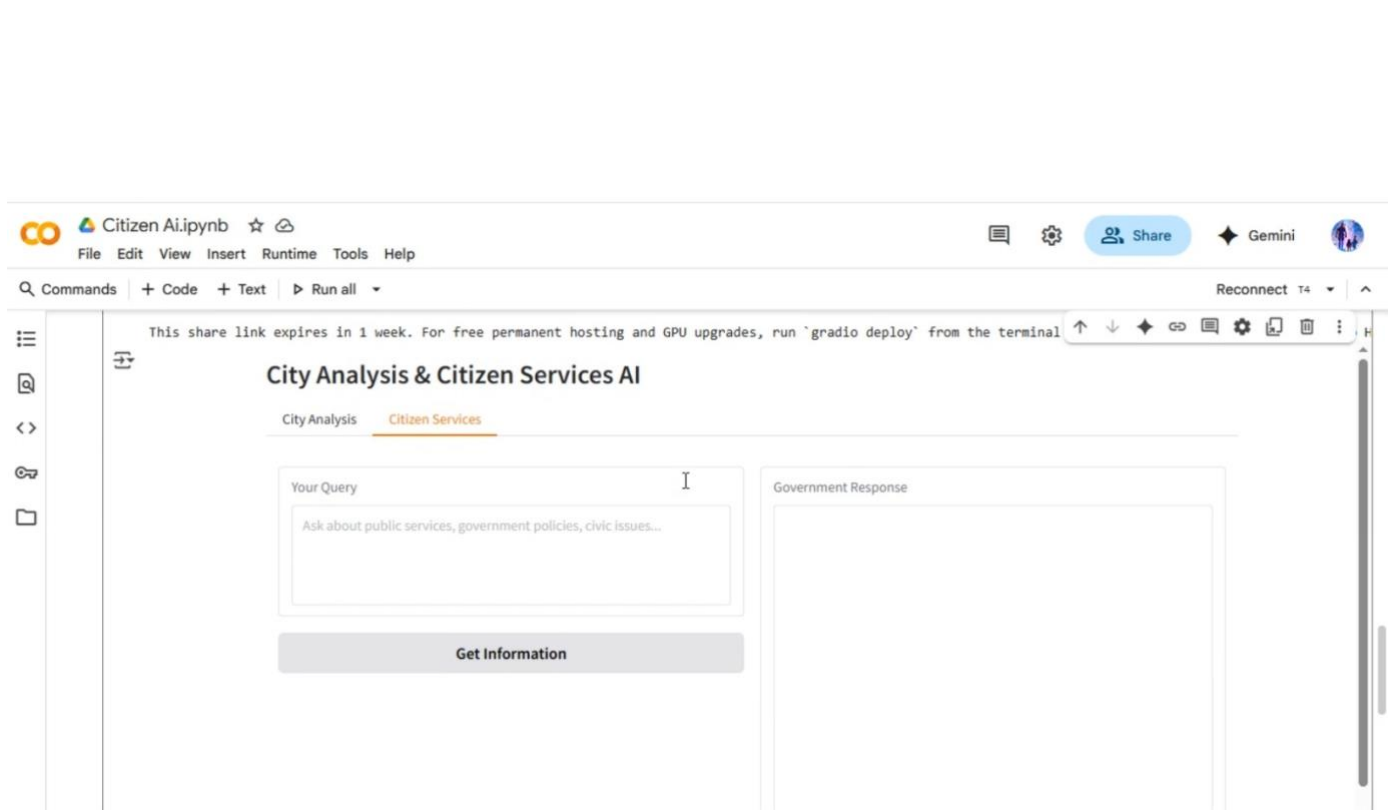 CO Citizen Ai.ipynb
File Edit View Insert Runtime Tools Help
Share Gemini
Commands + Code + Text Run all
Reconnect T4
This share link expires in 1 week. For free permanent hosting and GPU upgrades, run `gradio deploy` from the terminal
City Analysis & Citizen Services AI
City Analysis Citizen Services
Your Query
Ask about public services, government policies, civic issues...
Get Information
Government Response